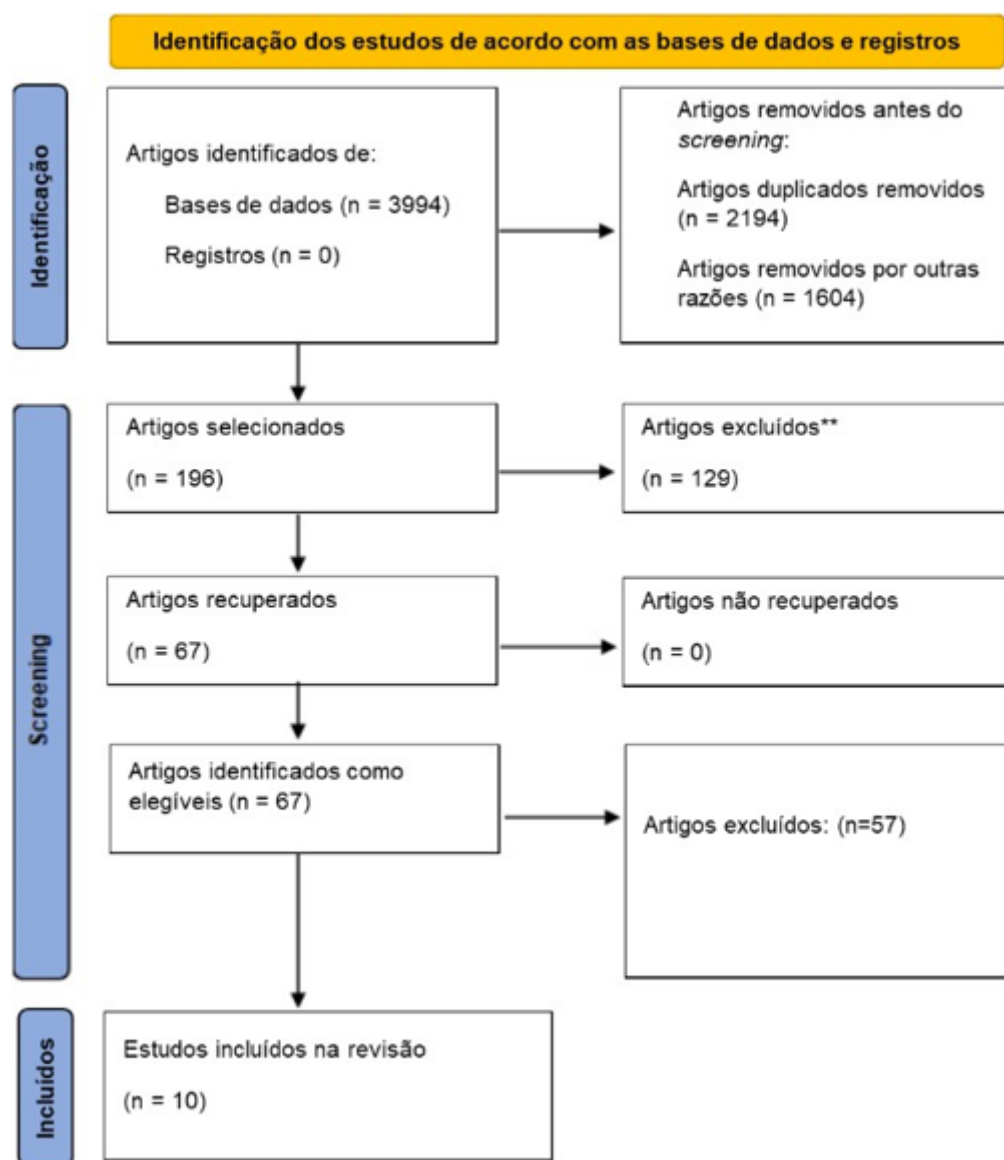 Identificação dos estudos de acordo com as bases de dados e registros
Identificação
Artigos identificados de:
Bases de dados (n = 3994)
Registros (n = 0)
Artigos removidos antes do
screening:
Artigos duplicados removidos
(n = 2194)
Artigos removidos por outras
razões (n = 1604)
Screening
Artigos selecionados
(n = 196)
Artigos excluídos**
(n = 129)
Artigos recuperados
(n = 67)
Artigos não recuperados
(n = 0)
Artigos identificados como
elegíveis (n = 67)
Artigos excluídos: (n=57)
Incluídos
Estudos incluídos na revisão
(n = 10)